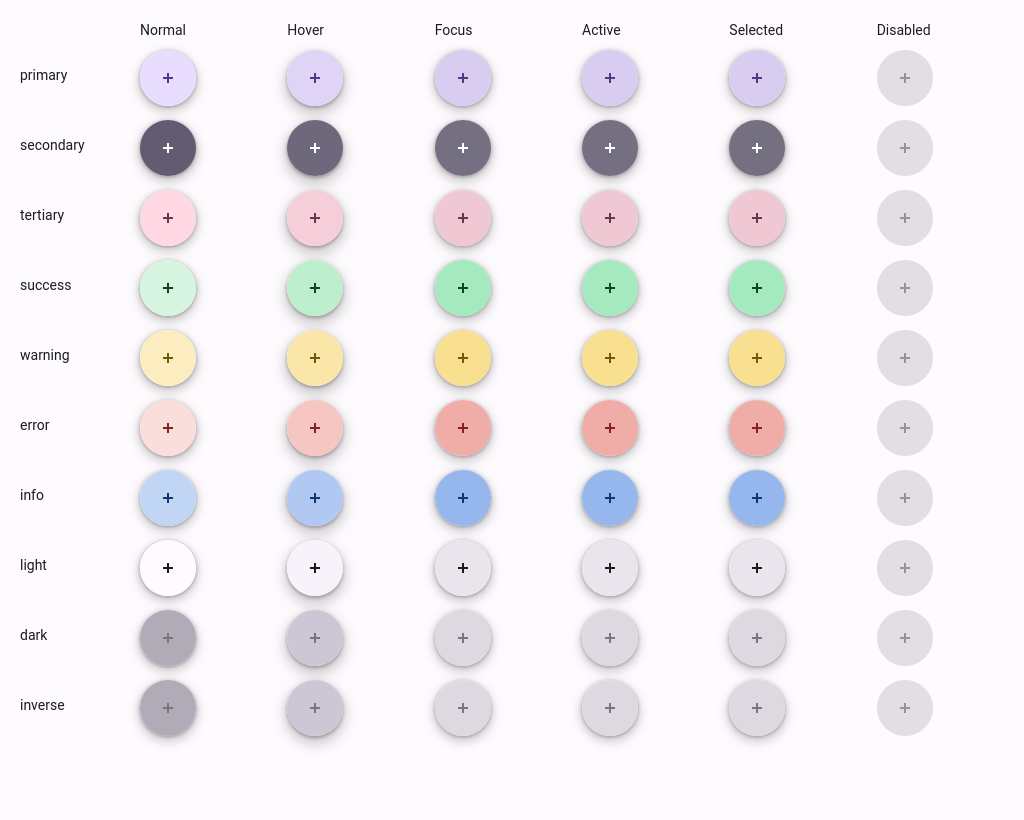 Normal Hover Focus Active Selected Disabled
primary
secondary
tertiary
success
warning
error
info
light
dark
inverse